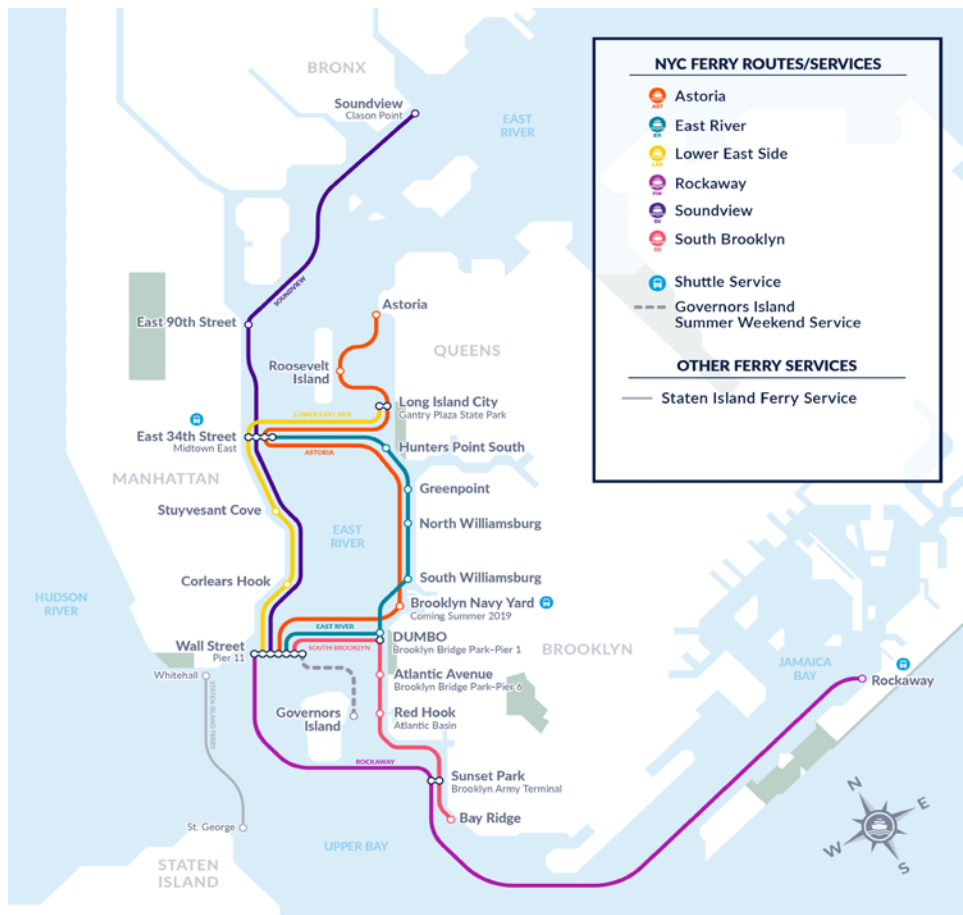 BRONX
Soundview
Clason Point
EAST
RIVER
SOUNDVIEW
East 90th Street
Astoria
Roosevelt
Island
QUEENS
Long Island City
Gantry Plaza State Park
LOWER EAST SIDE
East 34th Street
Midtown East
ASTORIA
Hunters Point South
MANHATTAN
Greenpoint
Stuyvesant Cove
North Williamsburg
EAST
RIVER
Corlears Hook
South Williamsburg
HUDSON
RIVER
Brooklyn Navy Yard
Coming Summer 2019
EAST RIVER
DUMBO
Brooklyn Bridge Park–Pier 1
Wall Street
Pier 11
SOUTH BROOKLYN
BROOKLYN
Whitehall
Atlantic Avenue
Brooklyn Bridge Park–Pier 6
JAMAICA
BAY
Rockaway
STATEN ISLAND FERRY
Governors
Island
Red Hook
Atlantic Basin
ROCKAWAY
Sunset Park
Brooklyn Army Terminal
Bay Ridge
St. George
UPPER BAY
STATEN
ISLAND
NYC FERRY ROUTES/SERVICES
AST
Astoria
ER
East River
LES
Lower East Side
Rockaway
SV
Soundview
SB
South Brooklyn
Shuttle Service
Governors Island
Summer Weekend Service
OTHER FERRY SERVICES
Staten Island Ferry Service
N
E
W
S